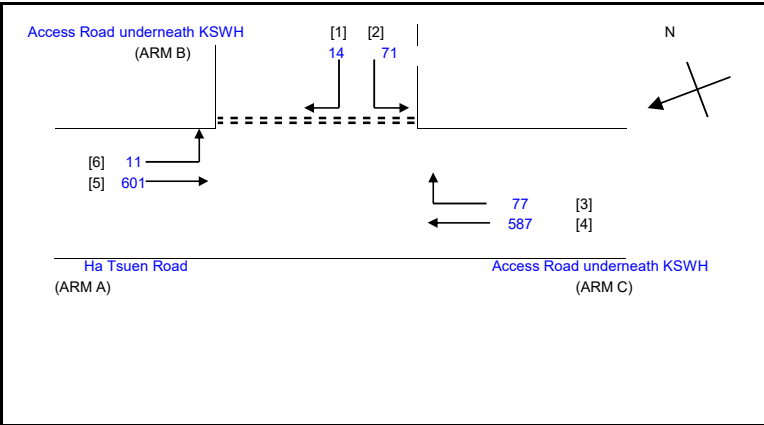 Access Road underneath KSWH [1] [2] N
(ARM B) 14 71
[6] 11
[5] 601
77 [3]
587 [4]
Ha Tsuen Road Access Road underneath KSWH
(ARM A) (ARM C)